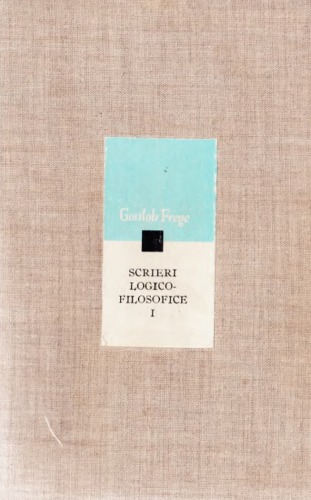 Gottlob Frege
SCRIERI
LOGICO-
FILOSOFICE
I